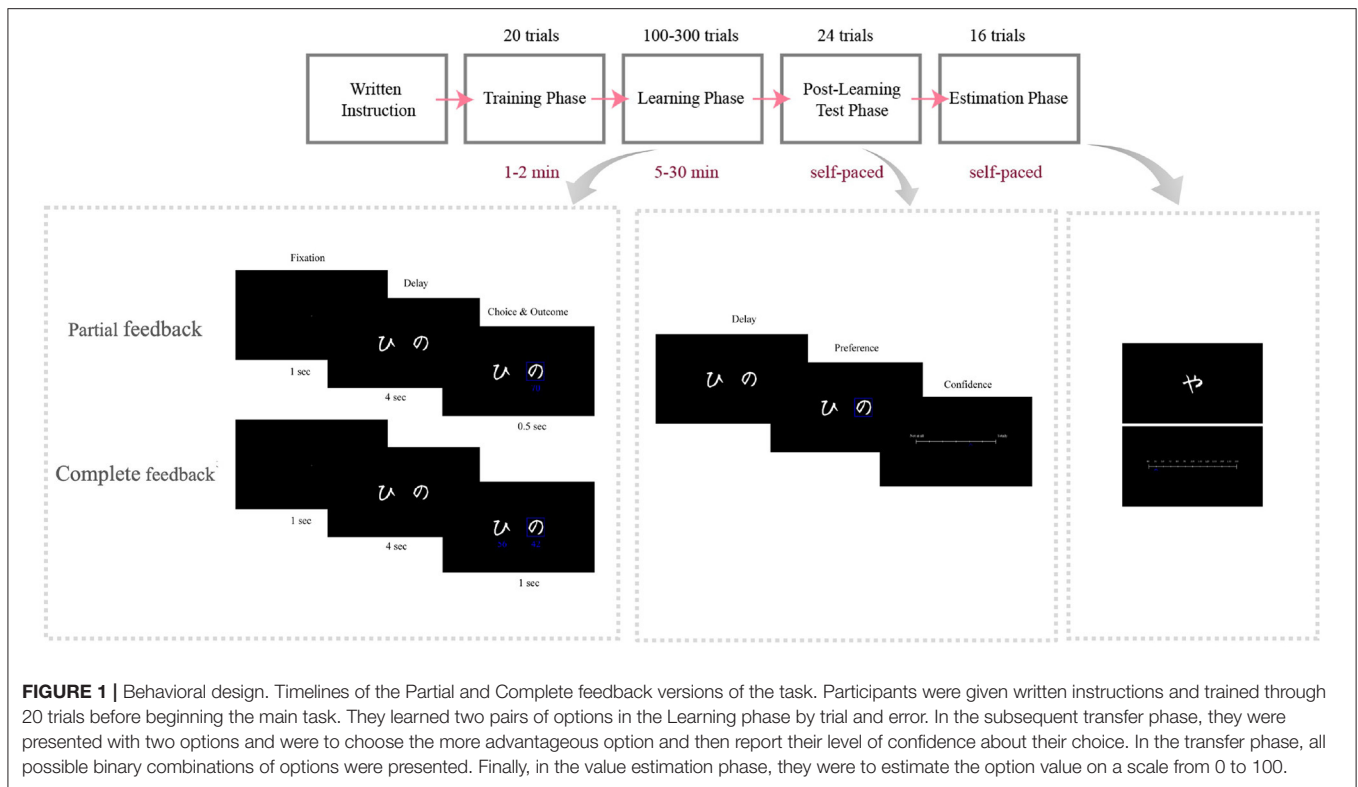 20 trials
100-300 trials
24 trials
16 trials
Written
Instruction
Training Phase
Learning Phase
Post-Learning
Test Phase
Estimation Phase
1-2 min
5-30 min
self-paced
self-paced
Partial feedback
Fixation
1 sec
Delay
ひ の
4 sec
Choice & Outcome
ひ の
0.5 sec
Complete feedback
1 sec
ひ の
4 sec
ひ の
1 sec
Delay
ひ の
Preference
ひ の
Confidence
や
FIGURE 1 | Behavioral design. Timelines of the Partial and Complete feedback versions of the task. Participants were given written instructions and trained through
20 trials before beginning the main task. They learned two pairs of options in the Learning phase by trial and error. In the subsequent transfer phase, they were
presented with two options and were to choose the more advantageous option and then report their level of confidence about their choice. In the transfer phase, all
possible binary combinations of options were presented. Finally, in the value estimation phase, they were to estimate the option value on a scale from 0 to 100.